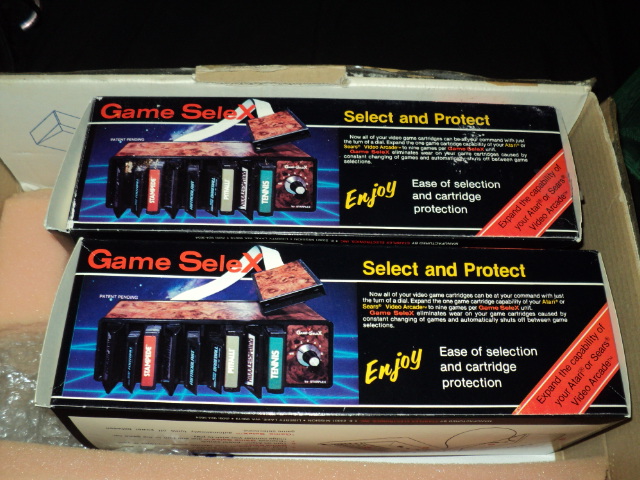 Game SeleX
PATENT PENDING
STAMPEDE
PITFALL!
TENNIS
Game SeleX
Select and Protect
Now all of your video game cartridges can be at your command with just
the turn of a dial. Expand the one game cartridge capability of your Atari® or
Sears® Video Arcade™ to nine games per Game SeleX unit.
Game SeleX eliminates wear on your game cartridges caused by
constant changing of games and automatically shuts off between game
selections.
Enjoy
Ease of selection
and cartridge
protection
Expand the capability of
your Atari® or Sears®
Video Arcade™
Game SeleX
PATENT PENDING
STAMPEDE
PITFALL!
TENNIS
Game SeleX
Select and Protect
Now all of your video game cartridges can be at your command with just
the turn of a dial. Expand the one game cartridge capability of your Atari® or
Sears® Video Arcade™ to nine games per Game SeleX unit.
Game SeleX eliminates wear on your game cartridges caused by
constant changing of games and automatically shuts off between game
selections.
Enjoy
Ease of selection
and cartridge
protection
Expand the capability of
your Atari® or Sears®
Video Arcade™